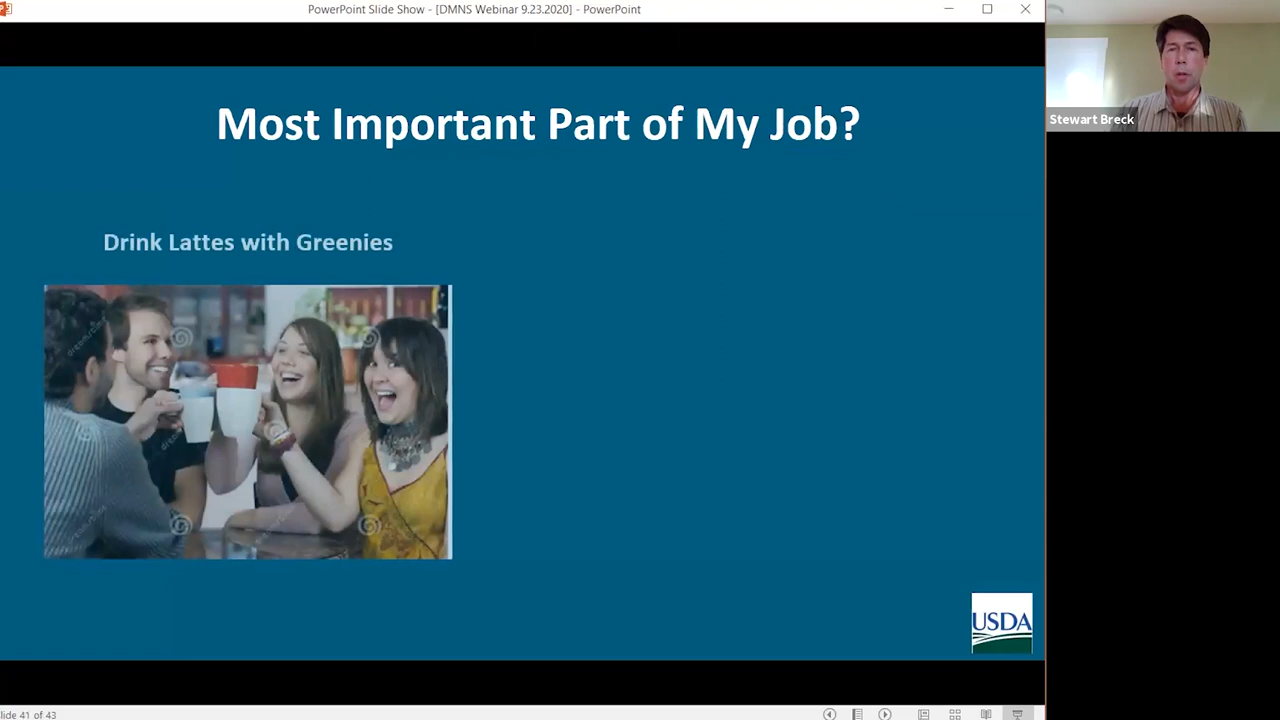 PowerPoint Slide Show - [DMNS Webinar 9.23.2020] - PowerPoint
Most Important Part of My Job?
Stewart Breck
Drink Lattes with Greenies
USDA
lide 41 of 43